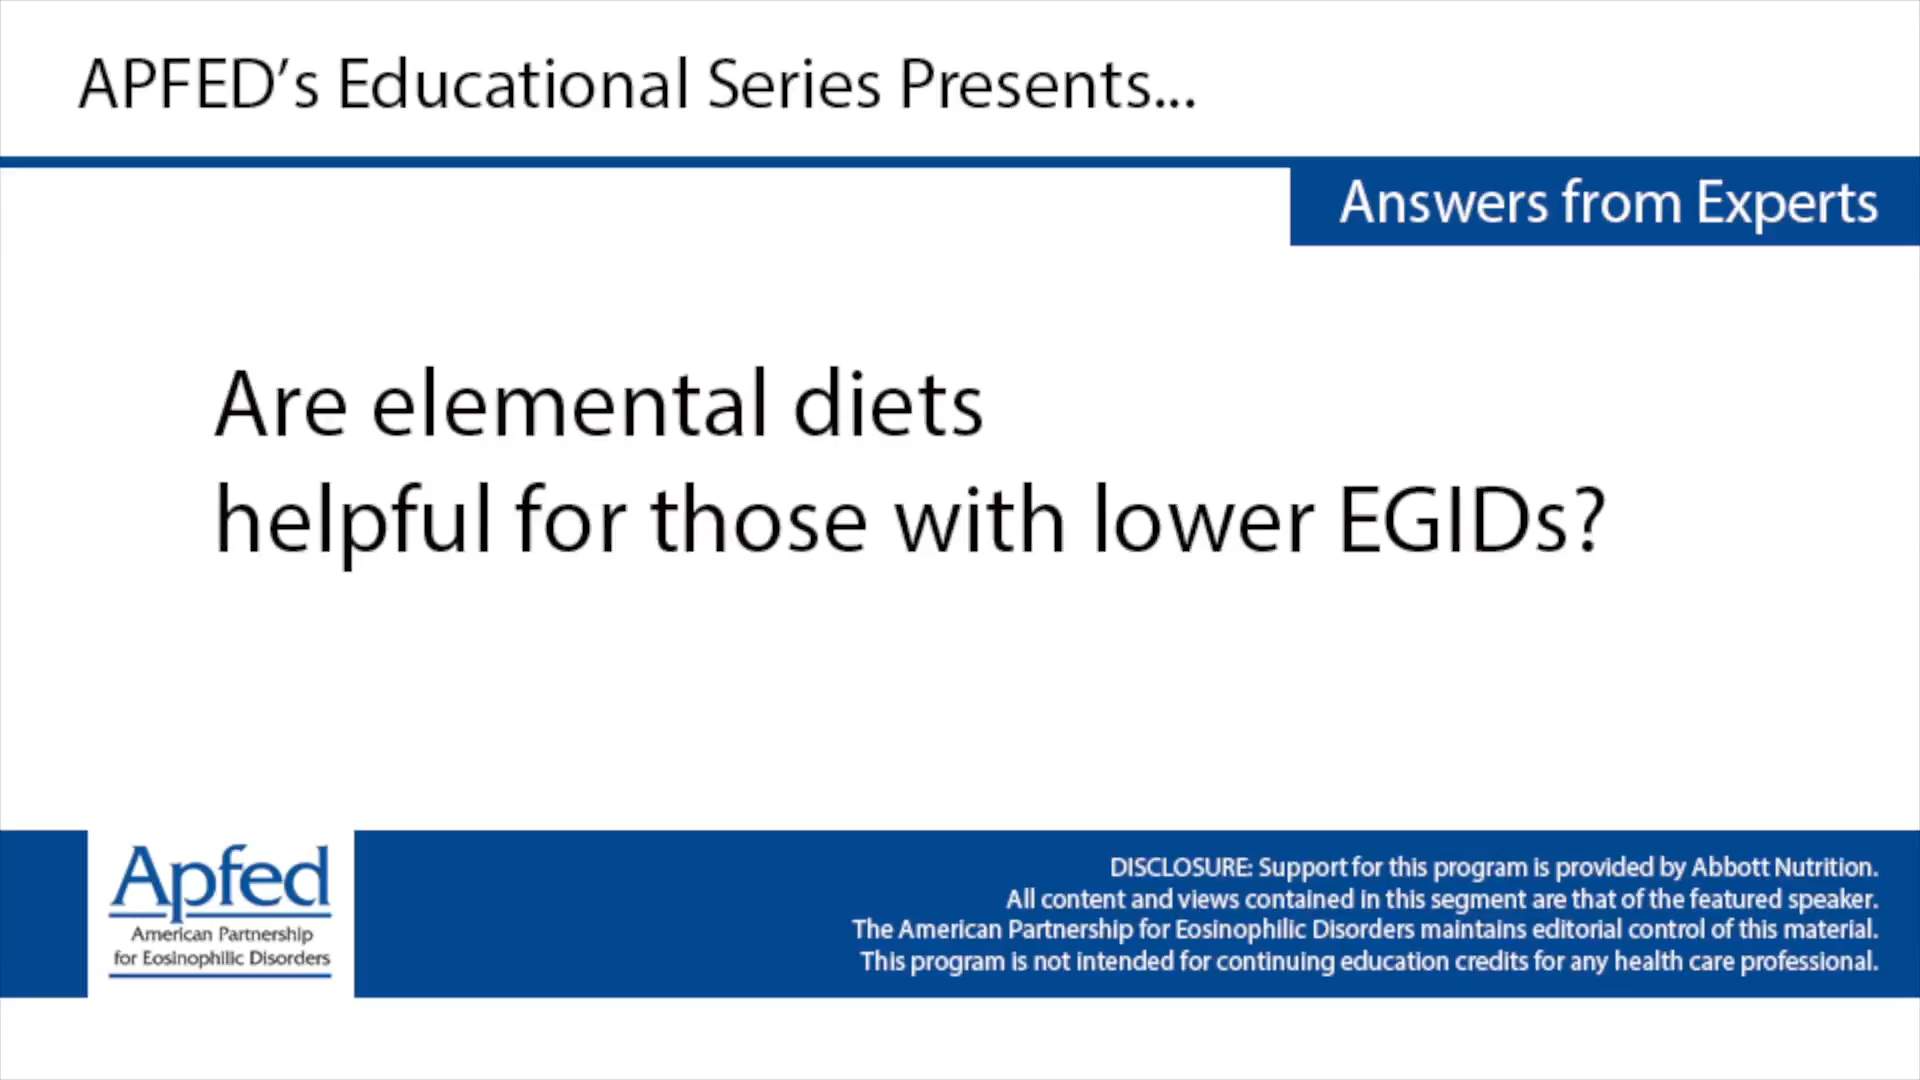 APFED’s Educational Series Presents...
Answers from Experts
Are elemental diets
helpful for those with lower EGIDs?
Apfed
American Partnership
for Eosinophilic Disorders
DISCLOSURE: Support for this program is provided by Abbott Nutrition.
All content and views contained in this segment are that of the featured speaker.
The American Partnership for Eosinophilic Disorders maintains editorial control of this material.
This program is not intended for continuing education credits for any health care professional.